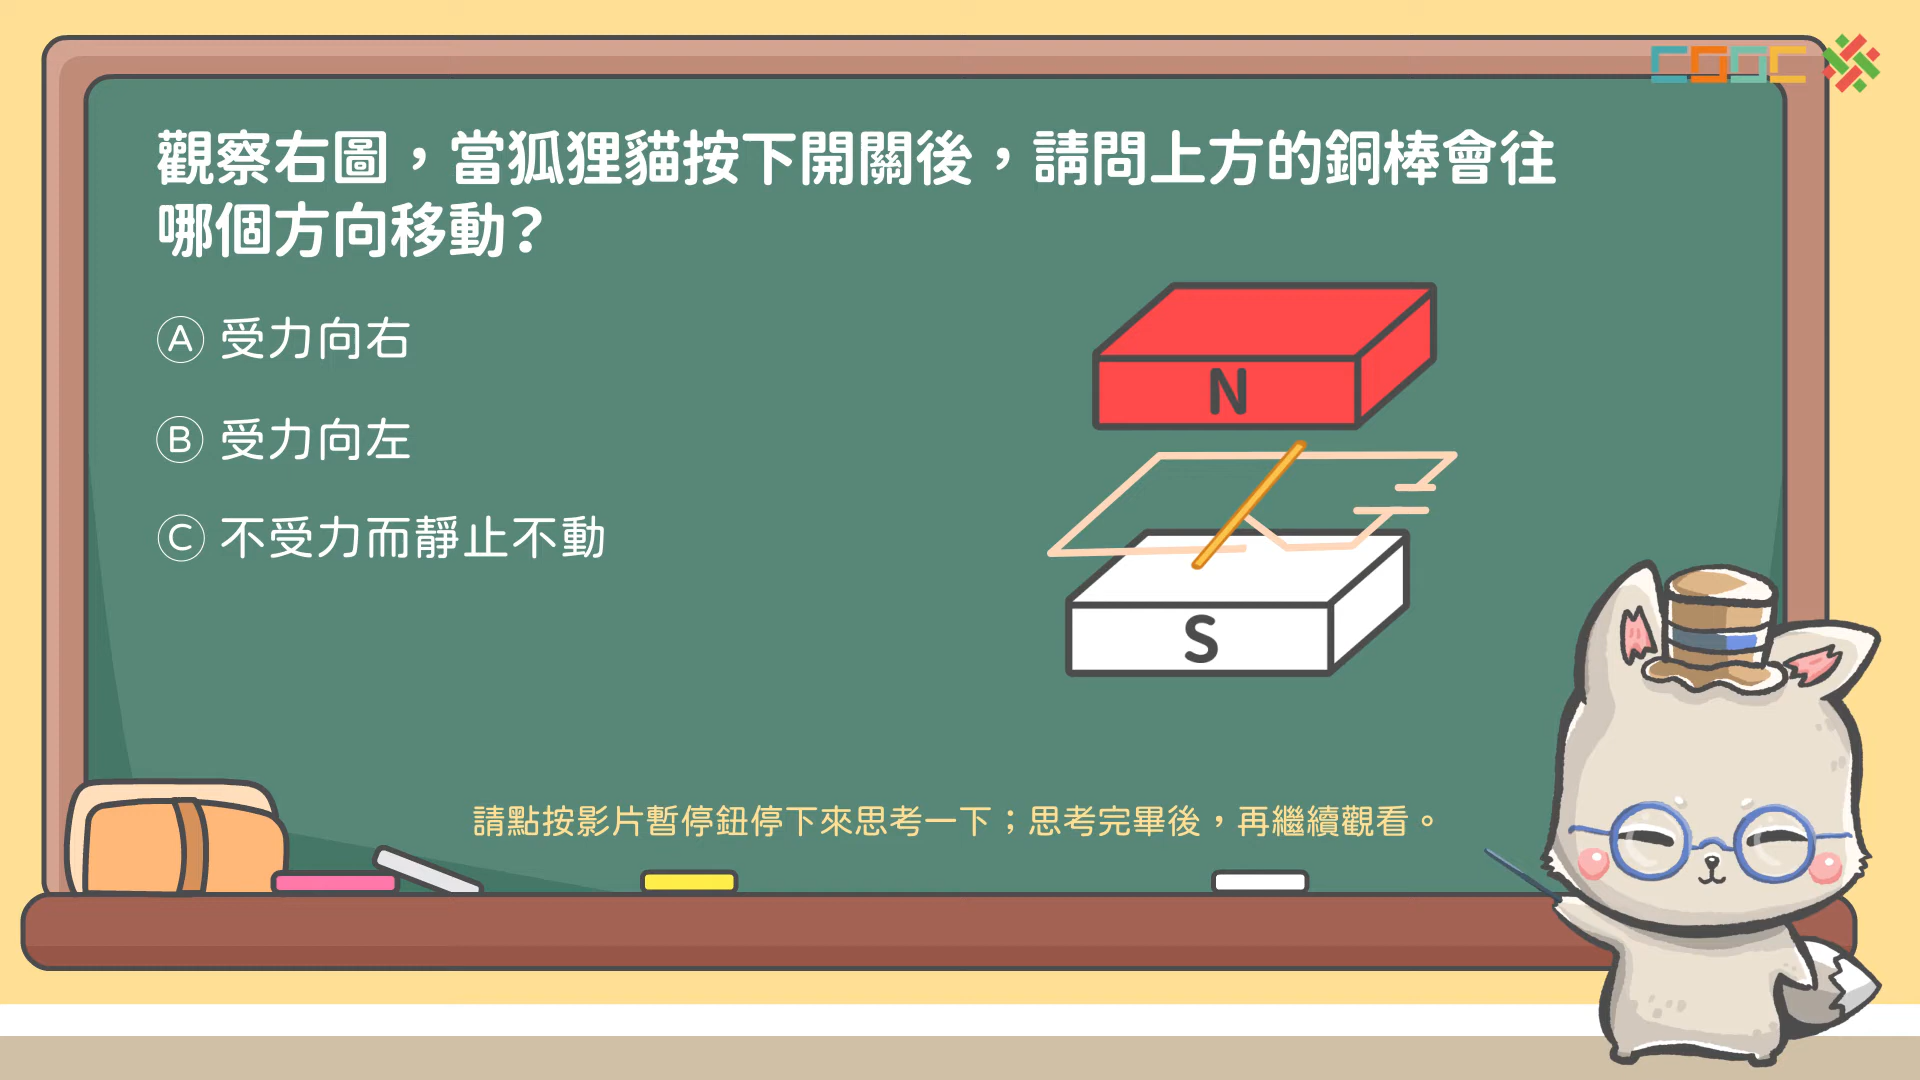 觀察右圖，當狐狸貓按下開關後，請問上方的銅棒會往
哪個方向移動？
Ⓐ 受力向右
Ⓑ 受力向左
Ⓒ 不受力而靜止不動
N
S
請點按影片暫停鈕停下來思考一下；思考完畢後，再繼續觀看。
COOC